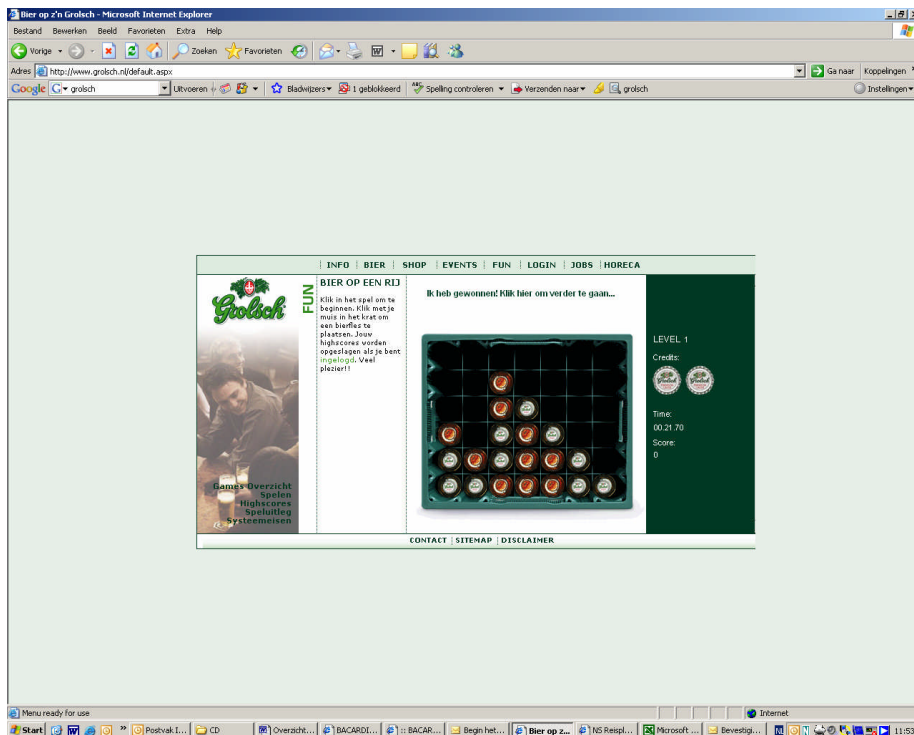 Bier op z'n Grolsch - Microsoft Internet Explorer
Bestand Bewerken Beeld Favorieten Extra Help
Vorige Zoeken Favorieten
Adres http://www.grolsch.nl/default.aspx Ga naar Koppelingen
Google grolsch Uitvoeren Bladwijzers 1 geblokkeerd Spelling controleren Verzenden naar grolsch Instellingen
INFO BIER SHOP EVENTS FUN LOGIN JOBS HORECA
Grolsch
FUN
BIER OP EEN RIJ
Klik in het spel om te
beginnen. Klik met je
muis in het krat om
een bierfles te
plaatsen. Jouw
highscores worden
opgeslagen als je bent
ingelogd. Veel
plezier!!
Ik heb gewonnen! Klik hier om verder te gaan...
LEVEL 1
Credits:
Time:
00.21.70
Score:
0
Games Overzicht
Spelen
Highscores
Speluitleg
Systeemeisen
CONTACT SITEMAP DISCLAIMER
Menu ready for use Internet
Start Postvak I... CD Overzicht... BACARDI... :: BACAR... Begin het... Bier op z... NS Reispl... Microsoft ... Bevestigi... NL 11:53